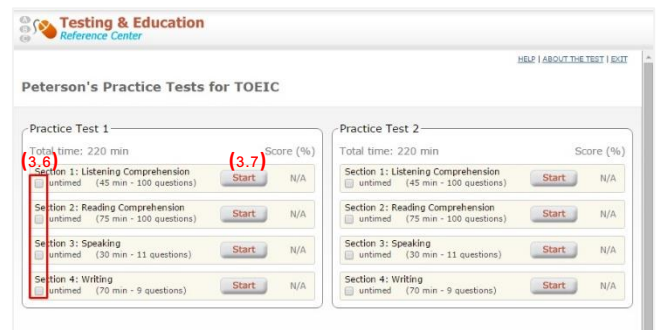 Testing & Education
Reference Center
HELP | ABOUT THE TEST | EXIT
Peterson's Practice Tests for TOEIC
Practice Test 1
Total time: 220 min Score (%)
(3.6) (3.7)
Section 1: Listening Comprehension
untimed (45 min - 100 questions) Start N/A
Section 2: Reading Comprehension
untimed (75 min - 100 questions) Start N/A
Section 3: Speaking
untimed (30 min - 11 questions) Start N/A
Section 4: Writing
untimed (70 min - 9 questions) Start N/A
Practice Test 2
Total time: 220 min Score (%)
Section 1: Listening Comprehension
untimed (45 min - 100 questions) Start N/A
Section 2: Reading Comprehension
untimed (75 min - 100 questions) Start N/A
Section 3: Speaking
untimed (30 min - 11 questions) Start N/A
Section 4: Writing
untimed (70 min - 9 questions) Start N/A